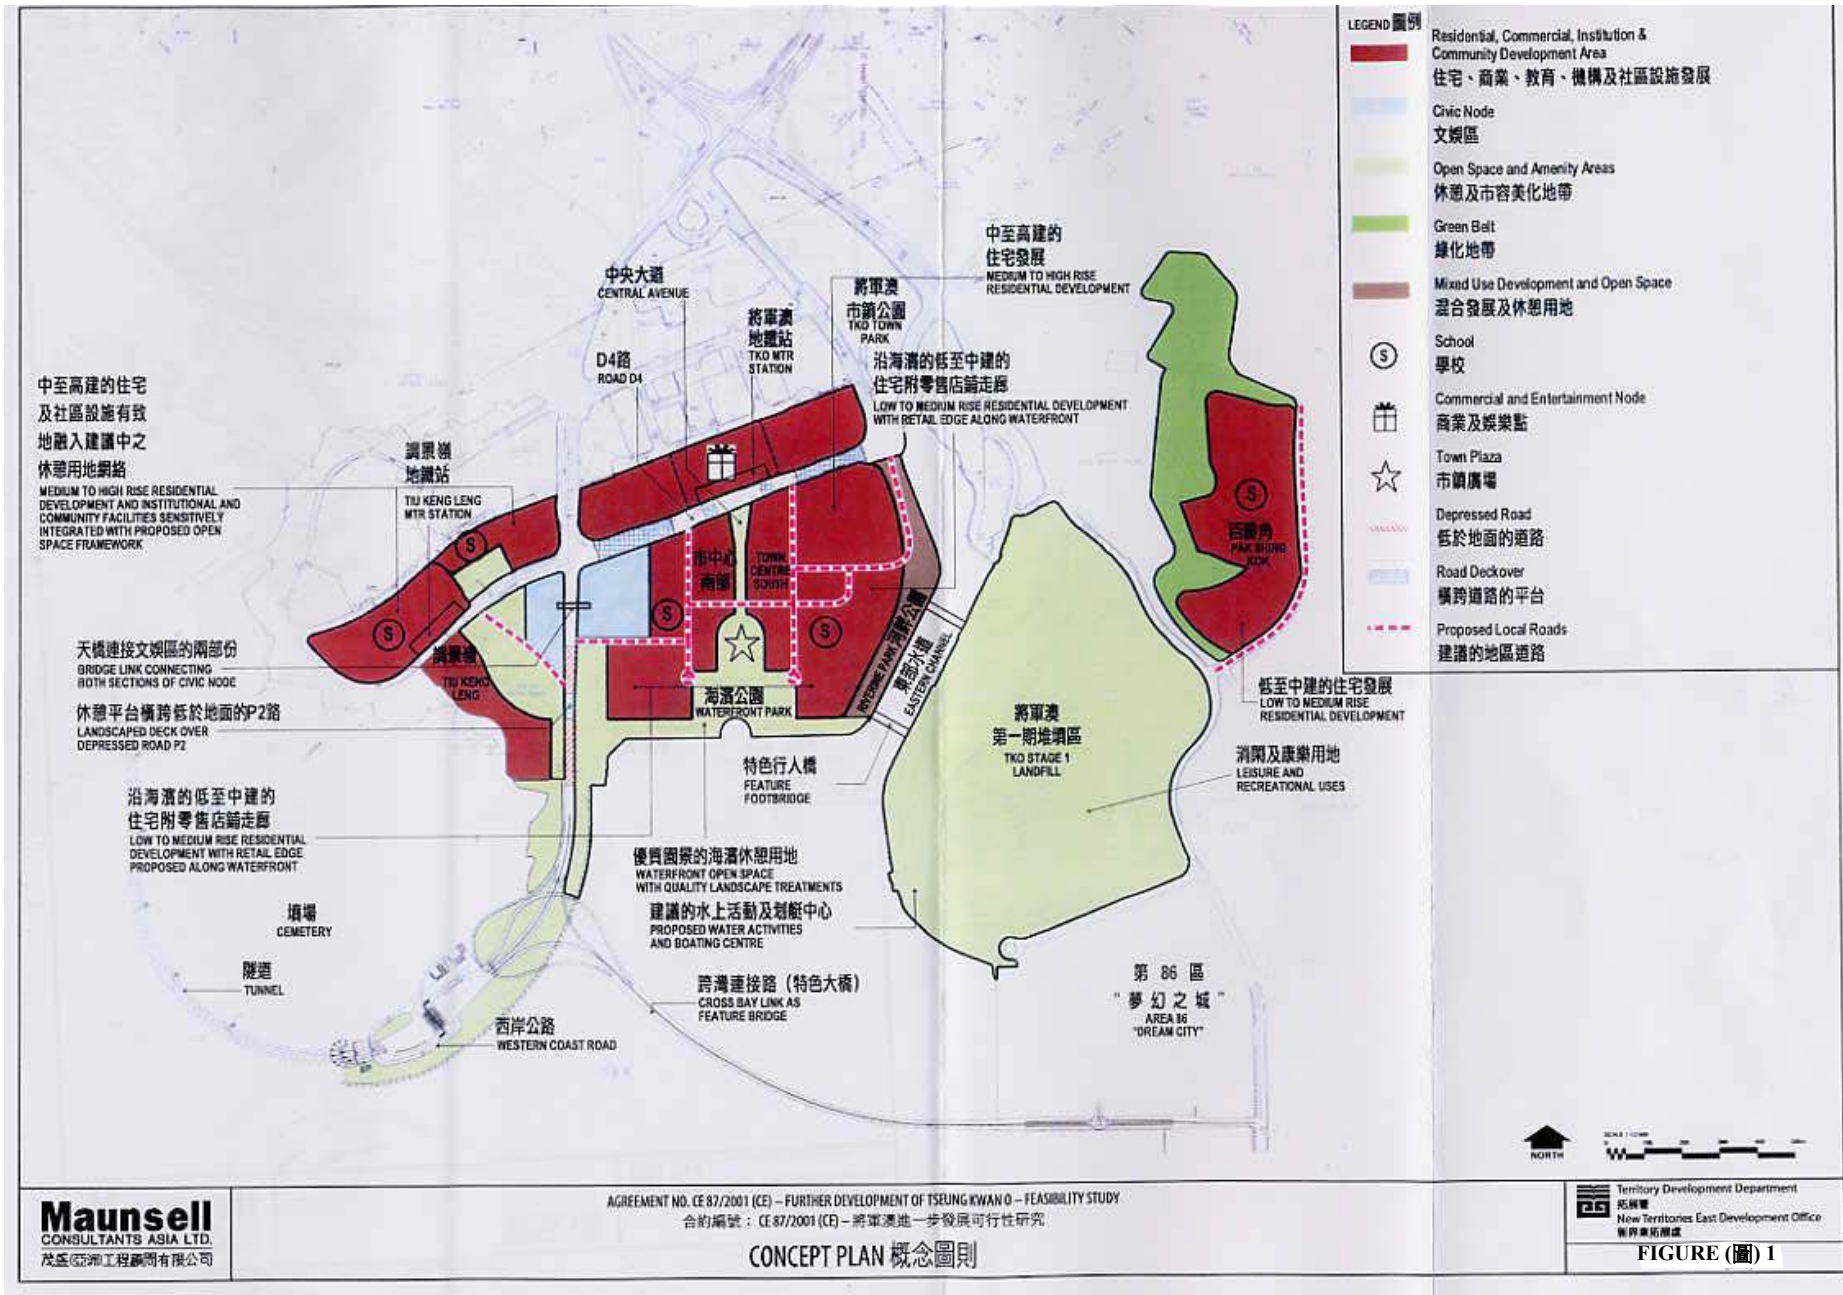 LEGEND 圖例
Residential, Commercial, Institution &
Community Development Area
住宅、商業、教育、機構及社區設施發展
Civic Node
文娛區
Open Space and Amenity Areas
休憩及市容美化地帶
Green Belt
綠化地帶
Mixed Use Development and Open Space
混合發展及休憩用地
S
School
學校
Commercial and Entertainment Node
商業及娛樂點
Town Plaza
市鎮廣場
Depressed Road
低於地面的道路
Road Deckover
橫跨道路的平台
Proposed Local Roads
建議的地區道路
中至高建的
住宅發展
MEDIUM TO HIGH RISE
RESIDENTIAL DEVELOPMENT
中央大道
CENTRAL AVENUE
將軍澳
市鎮公園
TKO TOWN
PARK
將軍澳
地鐵站
TKO MTR
STATION
D4路
ROAD D4
沿海濱的低至中建的
住宅附零售店鋪走廊
LOW TO MEDIUM RISE RESIDENTIAL DEVELOPMENT
WITH RETAIL EDGE ALONG WATERFRONT
中至高建的住宅
及社區設施有致
地融入建議中之
休憩用地網絡
MEDIUM TO HIGH RISE RESIDENTIAL
DEVELOPMENT AND INSTITUTIONAL AND
COMMUNITY FACILITIES SENSITIVELY
INTEGRATED WITH PROPOSED OPEN
SPACE FRAMEWORK
調景嶺
地鐵站
TIU KENG LENG
MTR STATION
S
S
S
S
S
市中心
南部
TOWN
CENTRE
SOUTH
百勝角
PAK SHING
KOK
調景嶺
TIU KENG
LENG
天橋連接文娛區的兩部份
BRIDGE LINK CONNECTING
BOTH SECTIONS OF CIVIC NODE
休憩平台橫跨低於地面的P2路
LANDSCAPED DECK OVER
DEPRESSED ROAD P2
海濱公園
WATERFRONT PARK
RIVERINE PARK 河畔公園
東部水道
EASTERN CHANNEL
低至中建的住宅發展
LOW TO MEDIUM RISE
RESIDENTIAL DEVELOPMENT
將軍澳
第一期堆填區
TKO STAGE 1
LANDFILL
消閑及康樂用地
LEISURE AND
RECREATIONAL USES
特色行人橋
FEATURE
FOOTBRIDGE
沿海濱的低至中建的
住宅附零售店鋪走廊
LOW TO MEDIUM RISE RESIDENTIAL
DEVELOPMENT WITH RETAIL EDGE
PROPOSED ALONG WATERFRONT
優質園景的海濱休憩用地
WATERFRONT OPEN SPACE
WITH QUALITY LANDSCAPE TREATMENTS
建議的水上活動及划艇中心
PROPOSED WATER ACTIVITIES
AND BOATING CENTRE
墳場
CEMETERY
隧道
TUNNEL
跨灣連接路 (特色大橋)
CROSS BAY LINK AS
FEATURE BRIDGE
第 86 區
"夢幻之城"
AREA 86
"DREAM CITY"
西岸公路
WESTERN COAST ROAD
NORTH
Maunsell
CONSULTANTS ASIA LTD.
茂盛(亞洲)工程顧問有限公司
AGREEMENT NO. CE 87/2001 (CE) – FURTHER DEVELOPMENT OF TSEUNG KWAN O – FEASIBILITY STUDY
合約編號： CE 87/2001 (CE) – 將軍澳進一步發展可行性研究
CONCEPT PLAN 概念圖則
Territory Development Department
拓展署
New Territories East Development Office
新界東拓展處
FIGURE (圖) 1